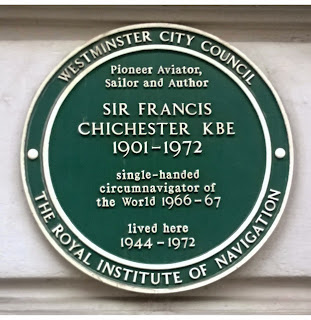 WESTMINSTER CITY COUNCIL
Pioneer Aviator,
Sailor and Author
SIR FRANCIS
CHICHESTER KBE
1901-1972
single-handed
circumnavigator of
the World 1966-67
lived here
1944-1972
THE ROYAL INSTITUTE OF NAVIGATION